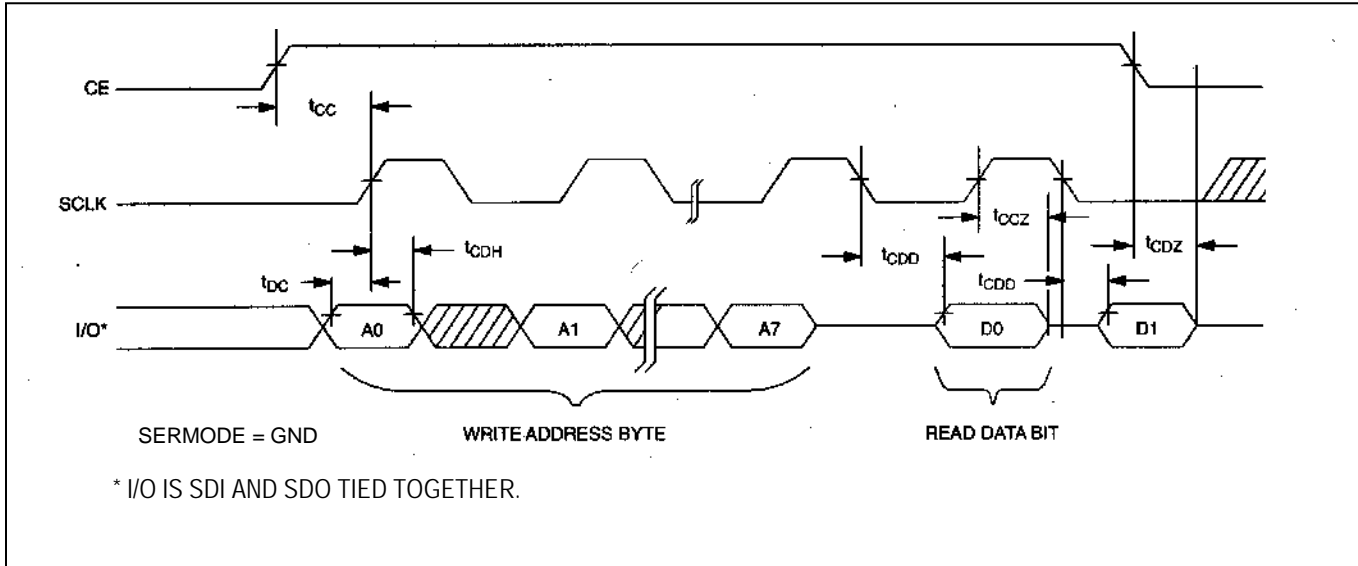 CE
tCC
SCLK
tCCZ
tCDZ
tCDH
tCDD
tDC
tCDD
I/O*
A0
A1
A7
D0
D1
SERMODE = GND
WRITE ADDRESS BYTE
READ DATA BIT
* I/O IS SDI AND SDO TIED TOGETHER.